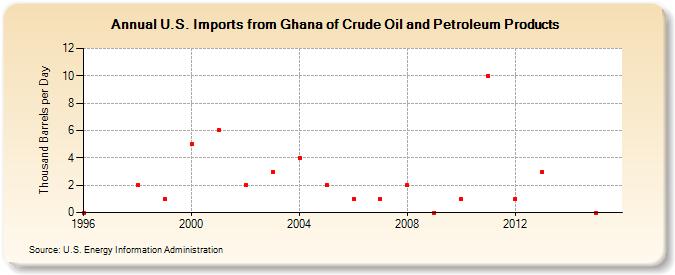 Annual U.S. Imports from Ghana of Crude Oil and Petroleum Products
Thousand Barrels per Day
12
10
8
6
4
2
0
1996 2000 2004 2008 2012
Source: U.S. Energy Information Administration